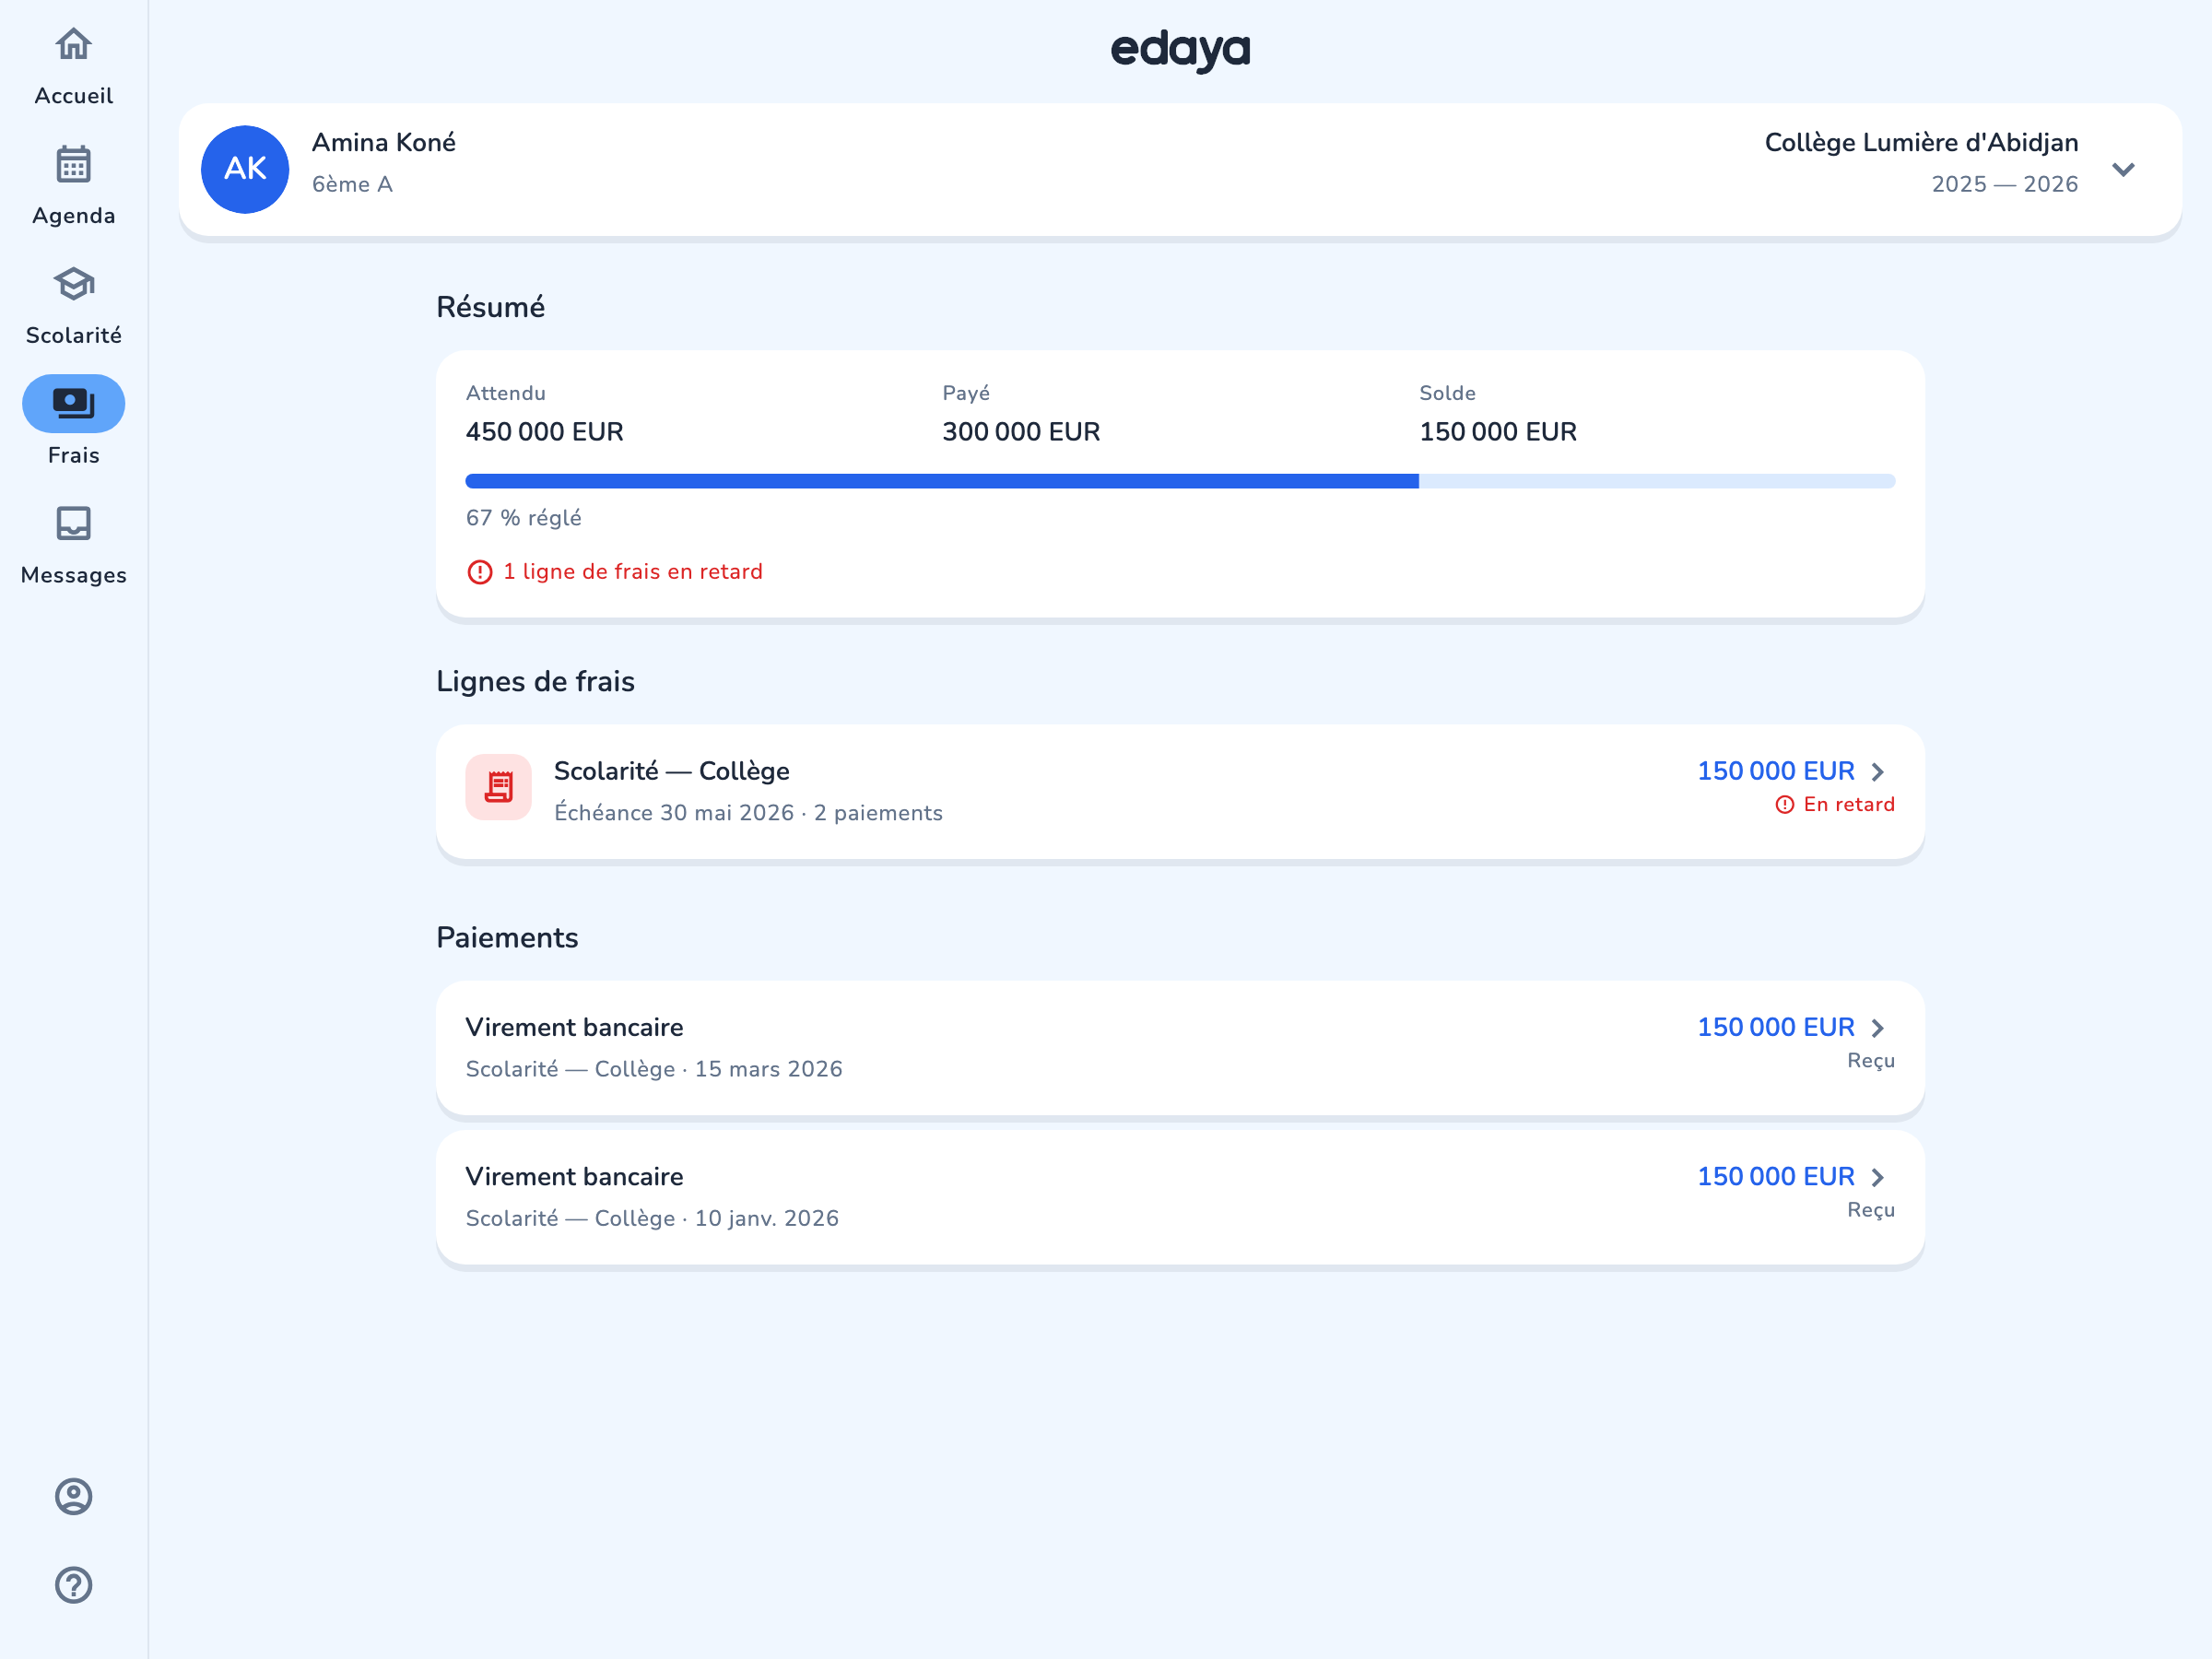 edaya
Accueil
Agenda
Scolarité
Frais
Messages
AK
Amina Koné
6ème A
Collège Lumière d'Abidjan
2025 — 2026
Résumé
Attendu
450 000 EUR
Payé
300 000 EUR
Solde
150 000 EUR
67 % réglé
1 ligne de frais en retard
Lignes de frais
Scolarité — Collège
150 000 EUR
Échéance 30 mai 2026 · 2 paiements
En retard
Paiements
Virement bancaire
150 000 EUR
Scolarité — Collège · 15 mars 2026
Reçu
Virement bancaire
150 000 EUR
Scolarité — Collège · 10 janv. 2026
Reçu